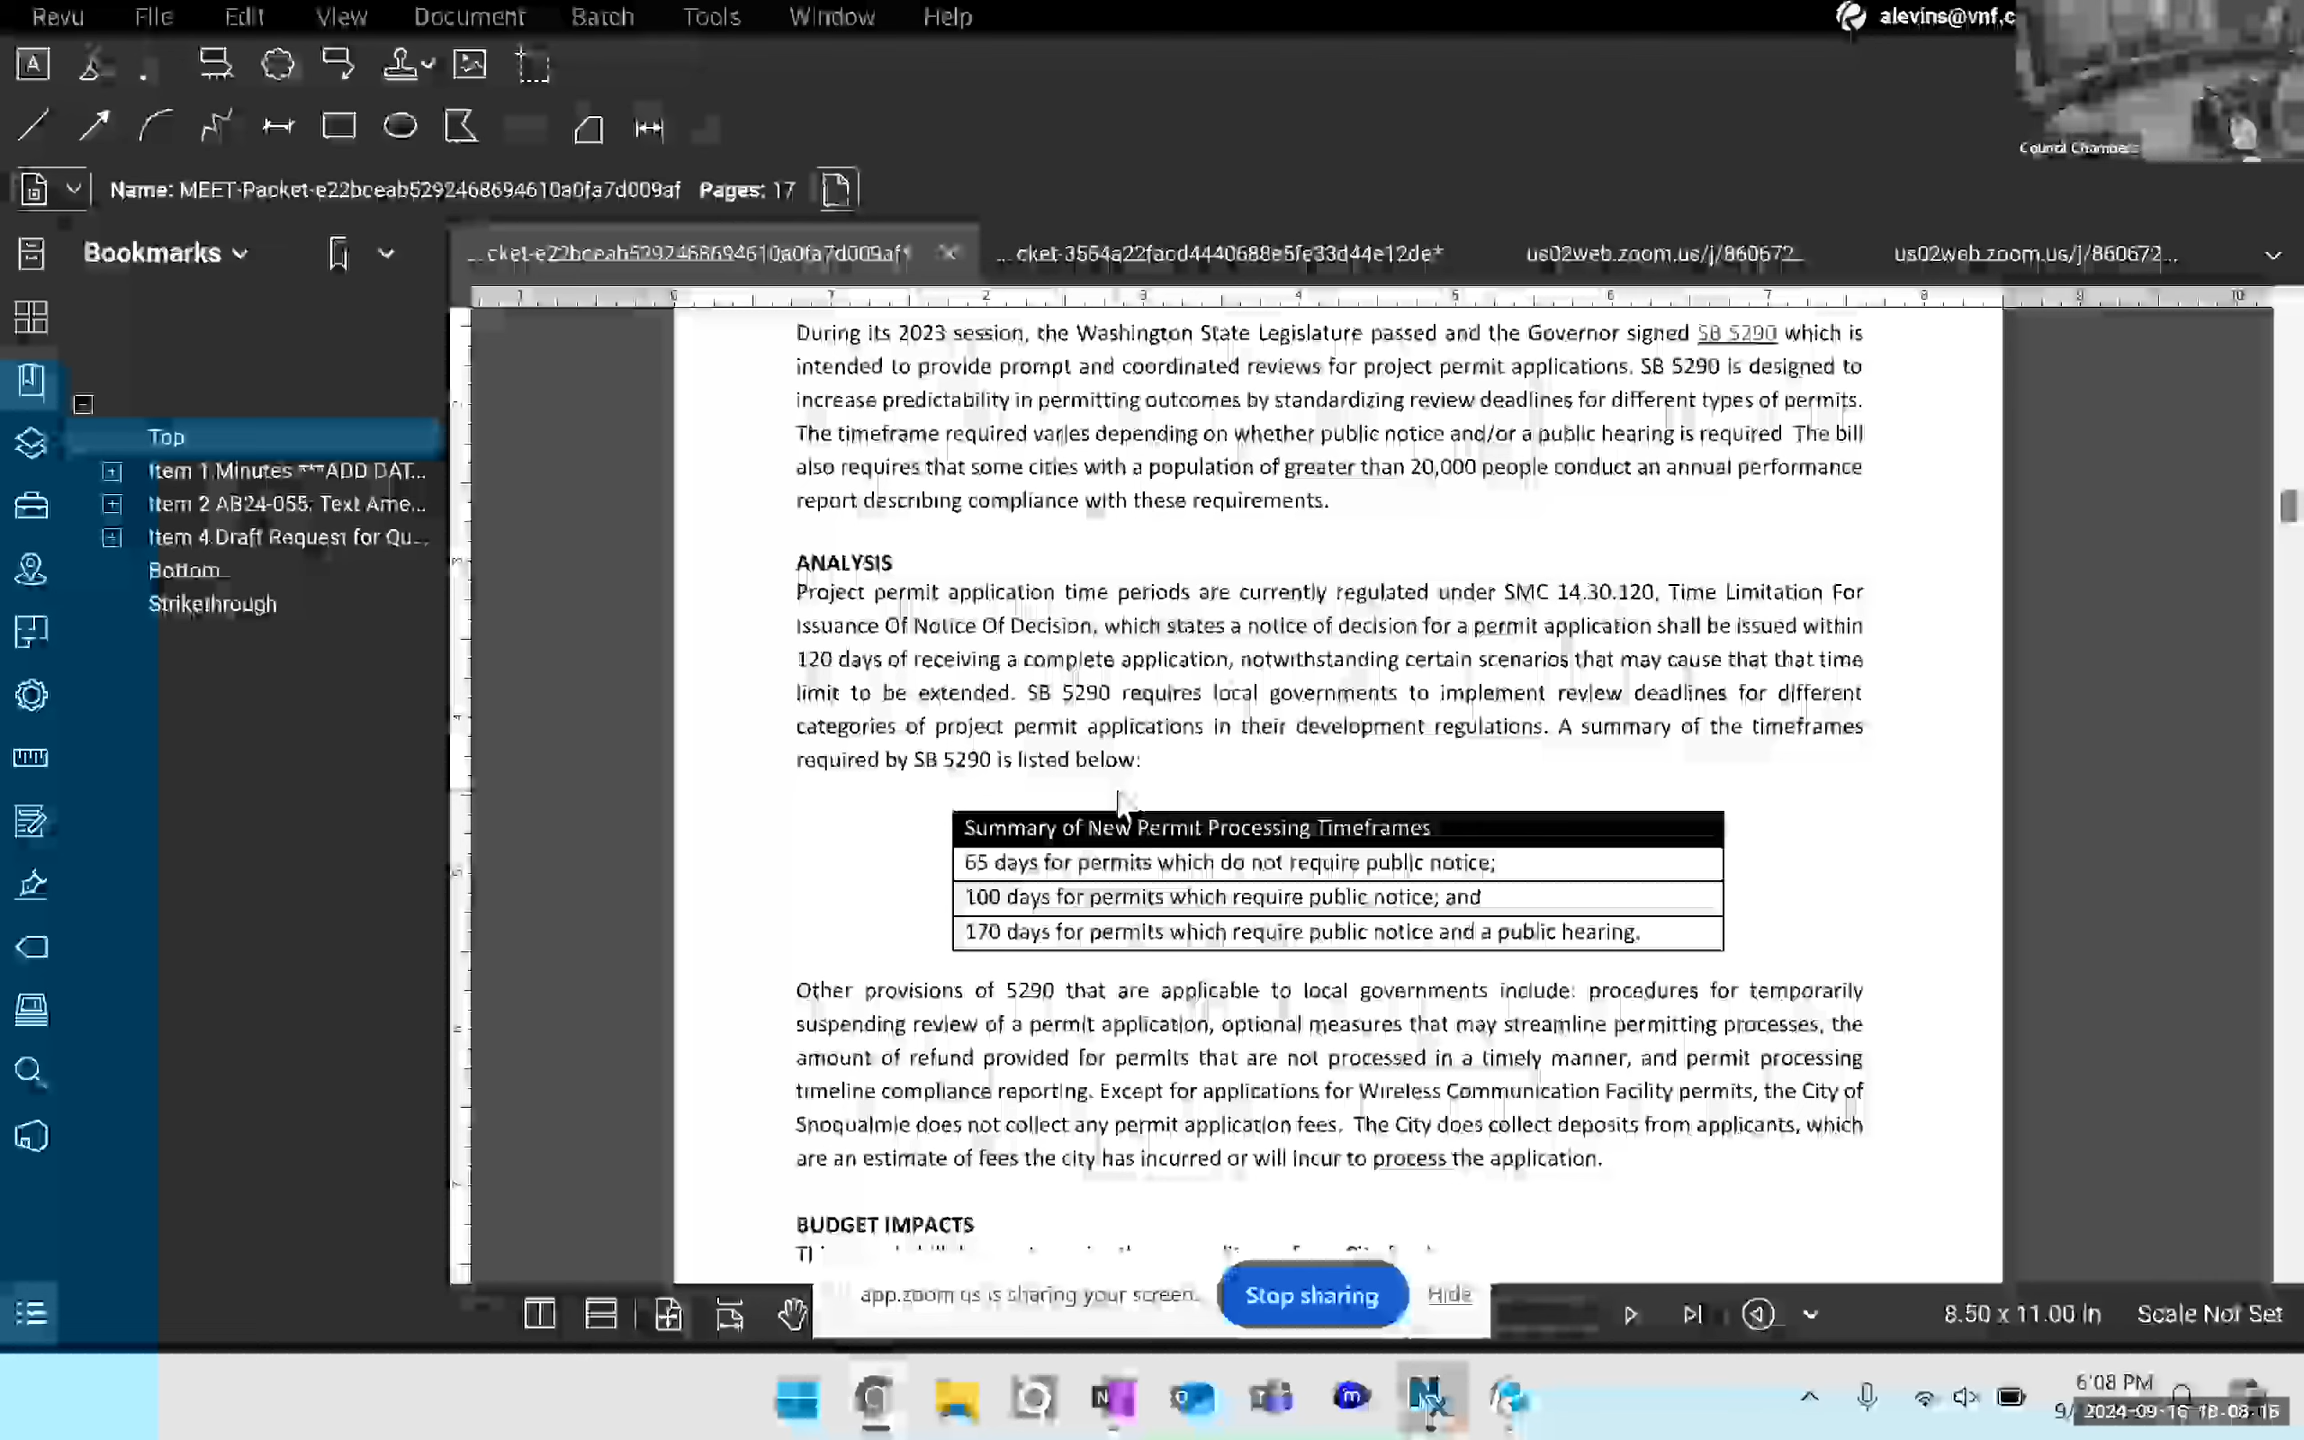 Revu File Edit View Document Batch Tools Window Help
alevins@vnf.c
Council Chambers
Name: MEET-Packet-e22bceab5292468694610a0fa7d009af Pages: 17
Bookmarks
...cket-e22bceab5292468694610a0fa7d009af*
...cket-3564a22facd4440688e5fe33d44e12de*
us02web.zoom.us/j/860672...
us02web.zoom.us/j/860672...
Top
Item 1 Minutes ***ADD DAT...
Item 2 AB24-055: Text Ame...
Item 4 Draft Request for Qu...
Bottom
Strikethrough
During its 2023 session, the Washington State Legislature passed and the Governor signed SB 5290 which is
intended to provide prompt and coordinated reviews for project permit applications. SB 5290 is designed to
increase predictability in permitting outcomes by standardizing review deadlines for different types of permits.
The timeframe required varies depending on whether public notice and/or a public hearing is required The bill
also requires that some cities with a population of greater than 20,000 people conduct an annual performance
report describing compliance with these requirements.
ANALYSIS
Project permit application time periods are currently regulated under SMC 14.30.120, Time Limitation For
Issuance Of Notice Of Decision, which states a notice of decision for a permit application shall be issued within
120 days of receiving a complete application, notwithstanding certain scenarios that may cause that that time
limit to be extended. SB 5290 requires local governments to implement review deadlines for different
categories of project permit applications in their development regulations. A summary of the timeframes
required by SB 5290 is listed below:
Summary of New Permit Processing Timeframes
65 days for permits which do not require public notice;
100 days for permits which require public notice; and
170 days for permits which require public notice and a public hearing.
Other provisions of 5290 that are applicable to local governments include: procedures for temporarily
suspending review of a permit application, optional measures that may streamline permitting processes, the
amount of refund provided for permits that are not processed in a timely manner, and permit processing
timeline compliance reporting. Except for applications for Wireless Communication Facility permits, the City of
Snoqualmie does not collect any permit application fees. The City does collect deposits from applicants, which
are an estimate of fees the city has incurred or will incur to process the application.
BUDGET IMPACTS
app.zoom.us is sharing your screen. Stop sharing Hide
8.50 x 11.00 in Scale Not Set
6:08 PM
9/ 2024-09-16 18-08-16